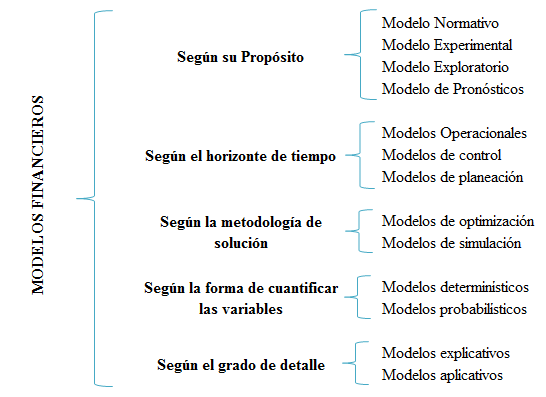 MODELOS FINANCIEROS
Según su Propósito
Modelo Normativo
Modelo Experimental
Modelo Exploratorio
Modelo de Pronósticos
Según el horizonte de tiempo
Modelos Operacionales
Modelos de control
Modelos de planeación
Según la metodología de
solución
Modelos de optimización
Modelos de simulación
Según la forma de cuantificar
las variables
Modelos deterministicos
Modelos probabilisticos
Según el grado de detalle
Modelos explicativos
Modelos aplicativos